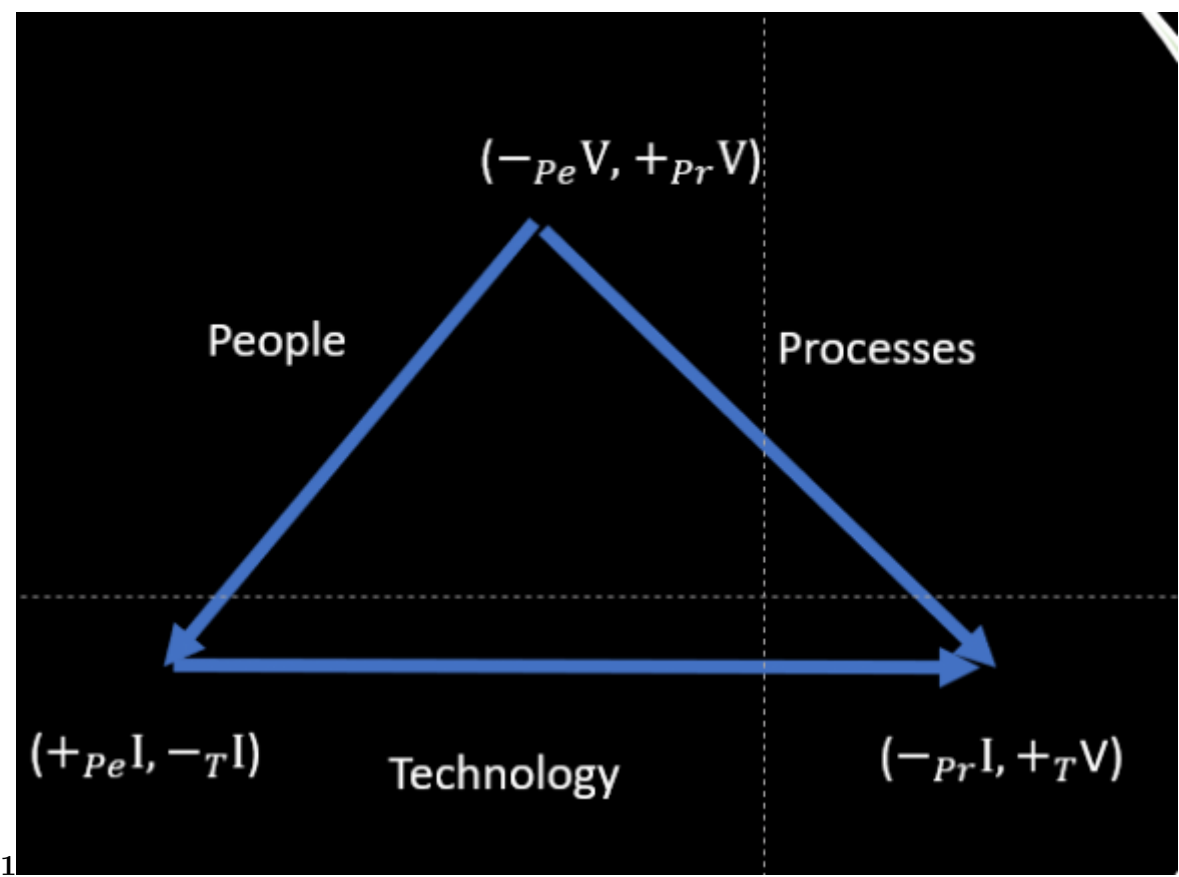 (−PeV, +PrV)
People
Processes
(+PeI, −TI)
Technology
(−PrI, +TV)
1